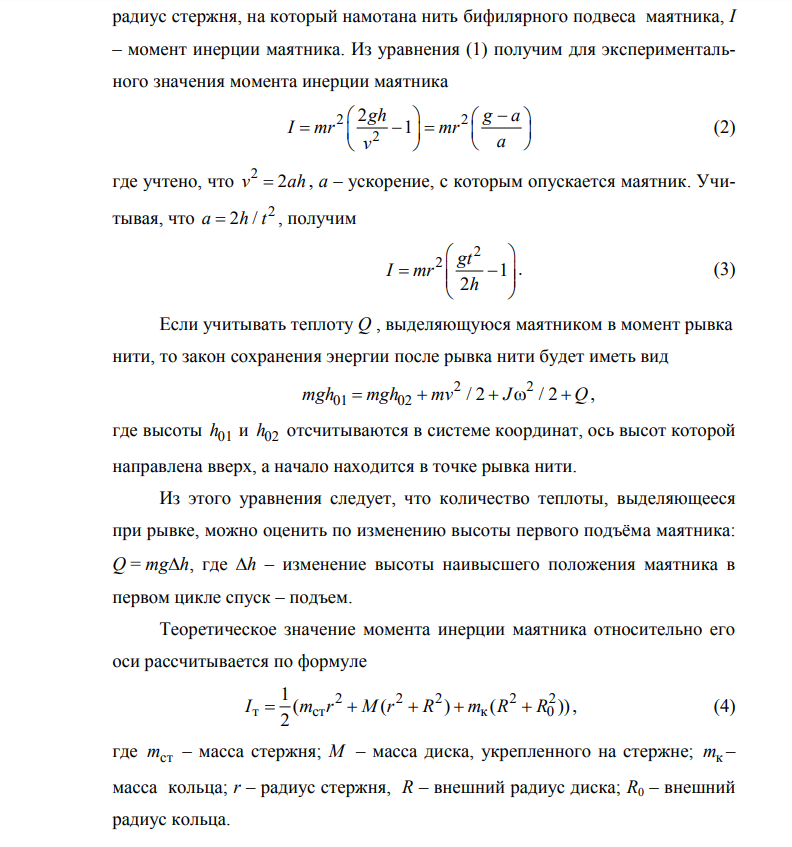 радиус стержня, на который намотана нить бифилярного подвеса маятника, I
– момент инерции маятника. Из уравнения (1) получим для эксперименталь-
ного значения момента инерции маятника
I = mr²(2gh/v² − 1) = mr²((g − a)/a) (2)
где учтено, что v² = 2ah, a – ускорение, с которым опускается маятник. Учи-
тывая, что a = 2h / t², получим
I = mr²(gt²/2h − 1). (3)
Если учитывать теплоту Q , выделяющуюся маятником в момент рывка
нити, то закон сохранения энергии после рывка нити будет иметь вид
mgh₀₁ = mgh₀₂ + mv² / 2 + Jω² / 2 + Q,
где высоты h₀₁ и h₀₂ отсчитываются в системе координат, ось высот которой
направлена вверх, а начало находится в точке рывка нити.
Из этого уравнения следует, что количество теплоты, выделяющееся
при рывке, можно оценить по изменению высоты первого подъёма маятника:
Q = mgΔh, где Δh – изменение высоты наивысшего положения маятника в
первом цикле спуск – подъем.
Теоретическое значение момента инерции маятника относительно его
оси рассчитывается по формуле
Iт = 1/2(mстr² + M(r² + R²) + mк(R² + R₀²)), (4)
где mст – масса стержня; M – масса диска, укрепленного на стержне; mк –
масса кольца; r – радиус стержня, R – внешний радиус диска; R₀ – внешний
радиус кольца.